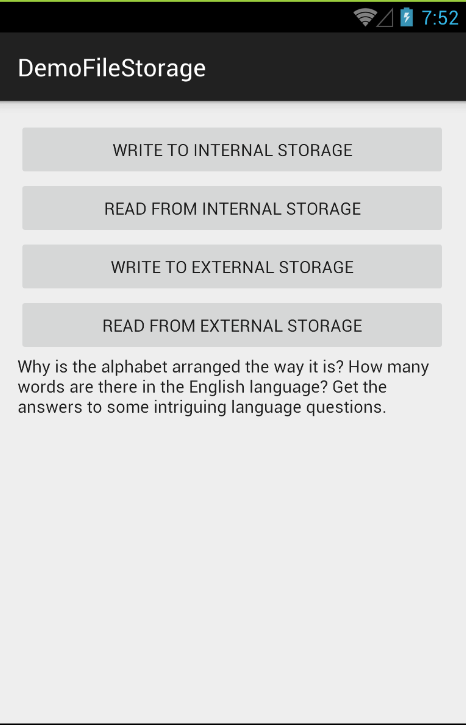 7:52
DemoFileStorage
WRITE TO INTERNAL STORAGE
READ FROM INTERNAL STORAGE
WRITE TO EXTERNAL STORAGE
READ FROM EXTERNAL STORAGE
Why is the alphabet arranged the way it is? How many
words are there in the English language? Get the
answers to some intriguing language questions.